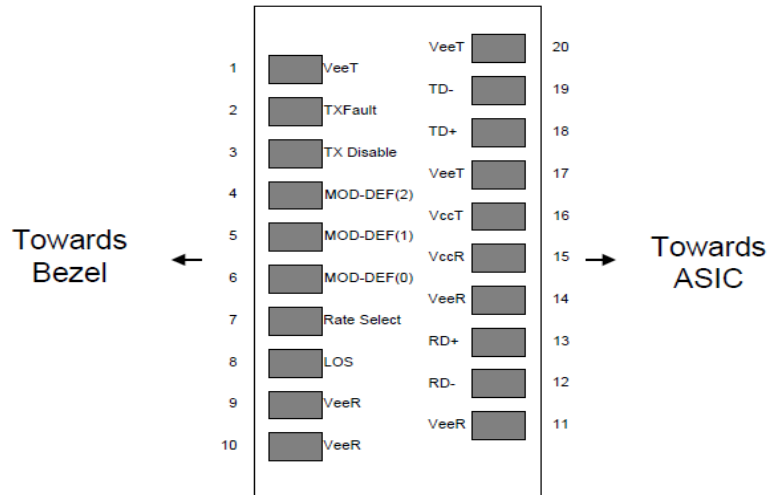 VeeT 20
1 VeeT
TD- 19
2 TXFault
TD+ 18
3 TX Disable
VeeT 17
4 MOD-DEF(2)
VccT 16
5 MOD-DEF(1)
Towards
Bezel
VccR 15
Towards
ASIC
6 MOD-DEF(0)
VeeR 14
7 Rate Select
RD+ 13
8 LOS
RD- 12
9 VeeR
VeeR 11
10 VeeR